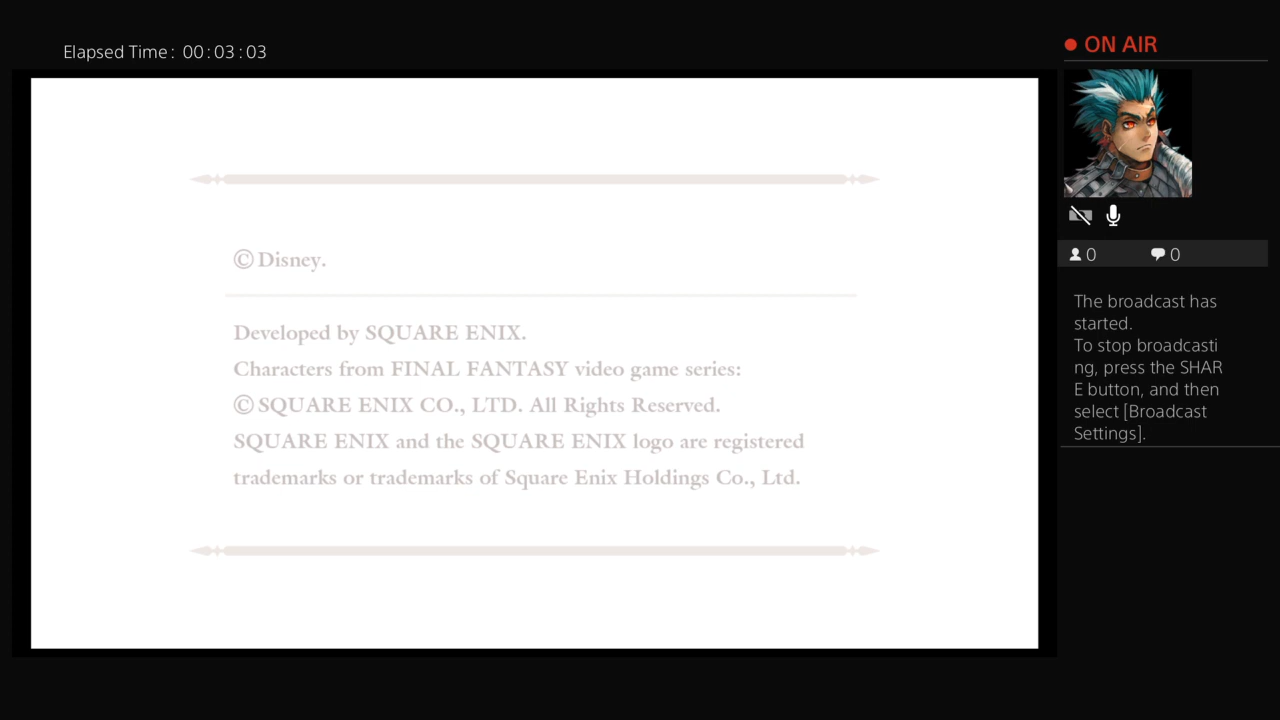 Elapsed Time: 00:03:03
ON AIR
© Disney.
Developed by SQUARE ENIX.
Characters from FINAL FANTASY video game series:
© SQUARE ENIX CO., LTD. All Rights Reserved.
SQUARE ENIX and the SQUARE ENIX logo are registered
trademarks or trademarks of Square Enix Holdings Co., Ltd.
0 0
The broadcast has
started.
To stop broadcasti
ng, press the SHAR
E button, and then
select [Broadcast
Settings].